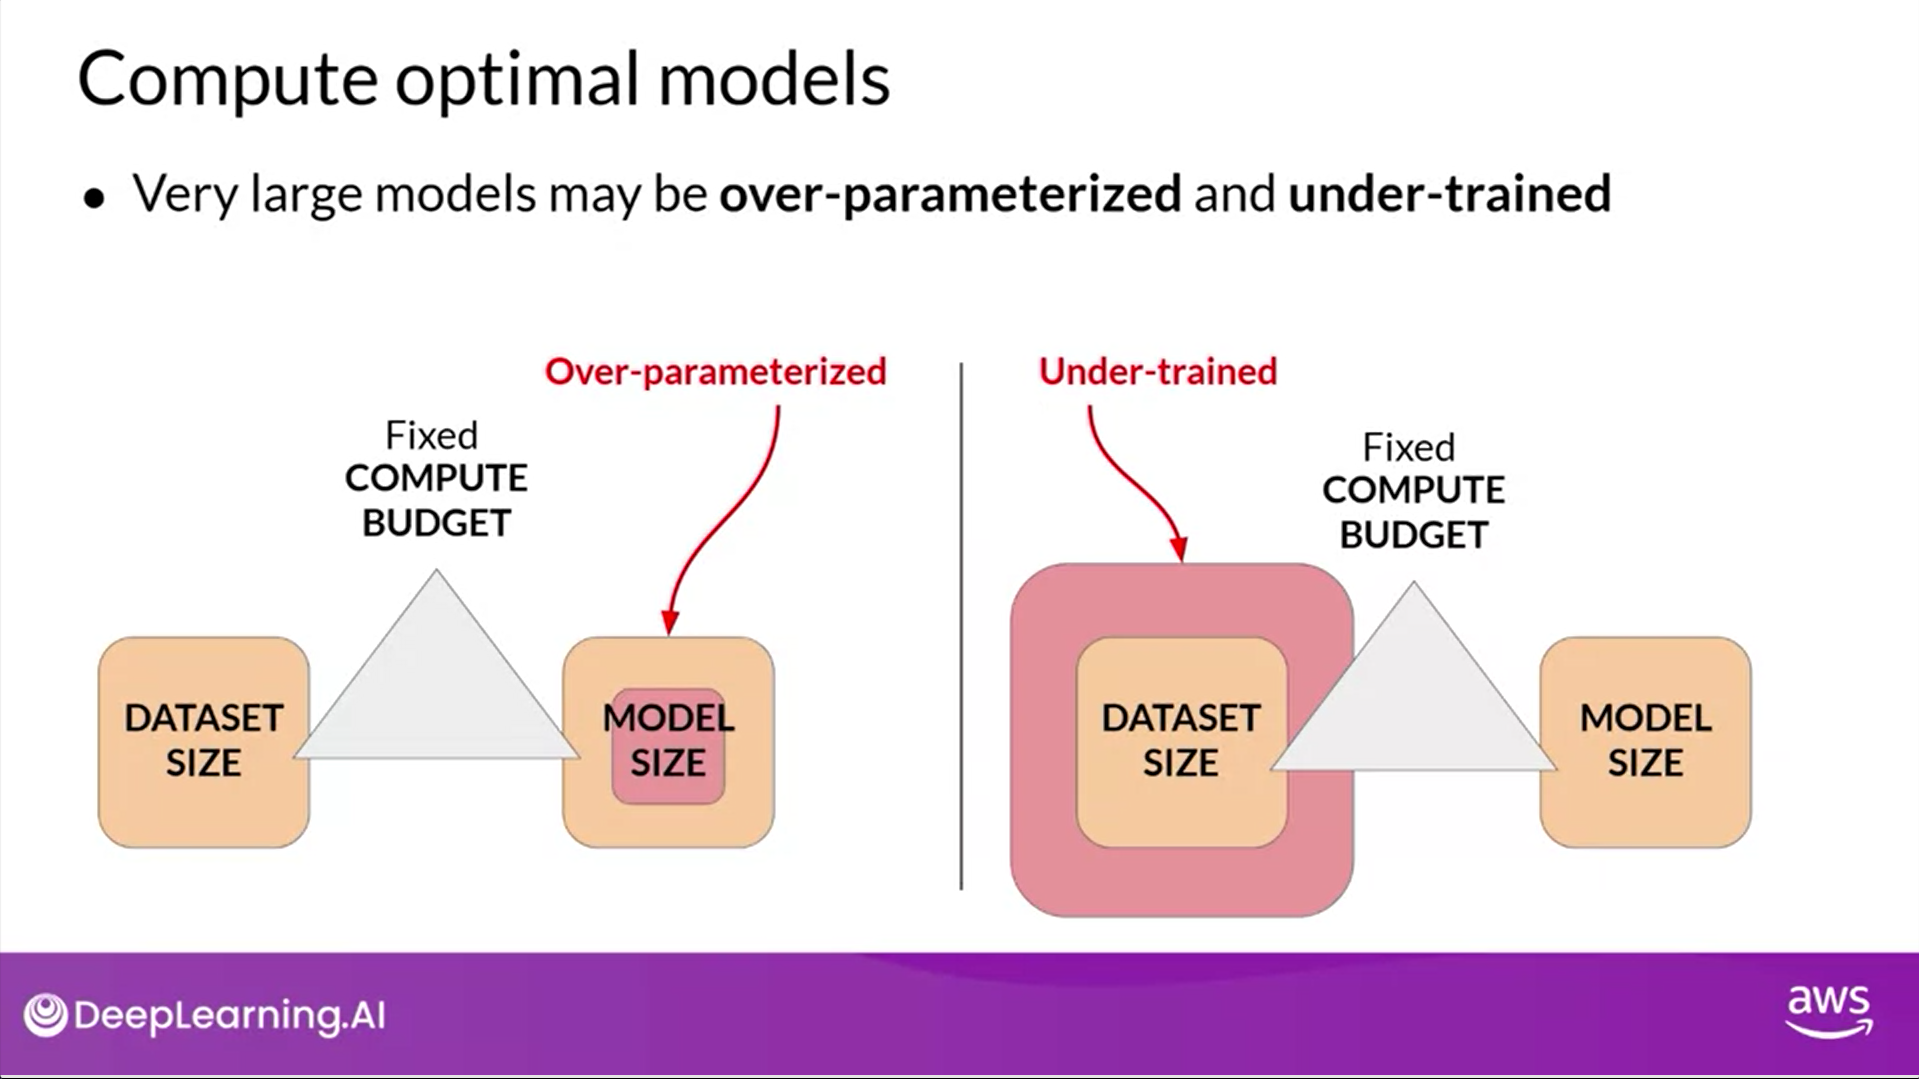 Compute optimal models
● Very large models may be over-parameterized and under-trained
Over-parameterized
Fixed
COMPUTE
BUDGET
DATASET
SIZE
MODEL
SIZE
Under-trained
Fixed
COMPUTE
BUDGET
DATASET
SIZE
MODEL
SIZE
DeepLearning.AI
aws